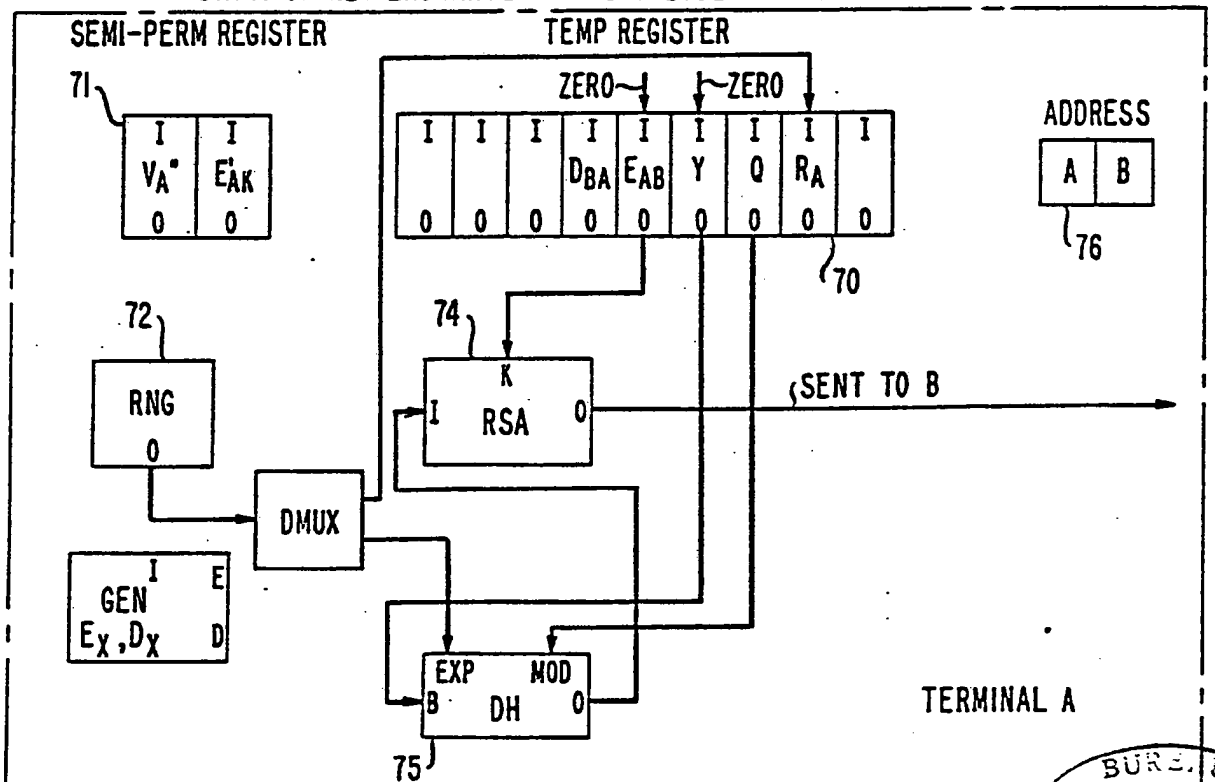 SEMI-PERM REGISTER
TEMP REGISTER
71
ZERO
ZERO
ADDRESS
I I
V_A" E'_AK
0 0
I I I I I I I I I
D_BA E_AB Y Q R_A
0 0 0 0 0 0 0 0 0
A B
76
70
72
RNG
0
74
K
I RSA 0
SENT TO B
DMUX
I E
GEN
E_X, D_X D
EXP MOD
B DH 0
75
TERMINAL A